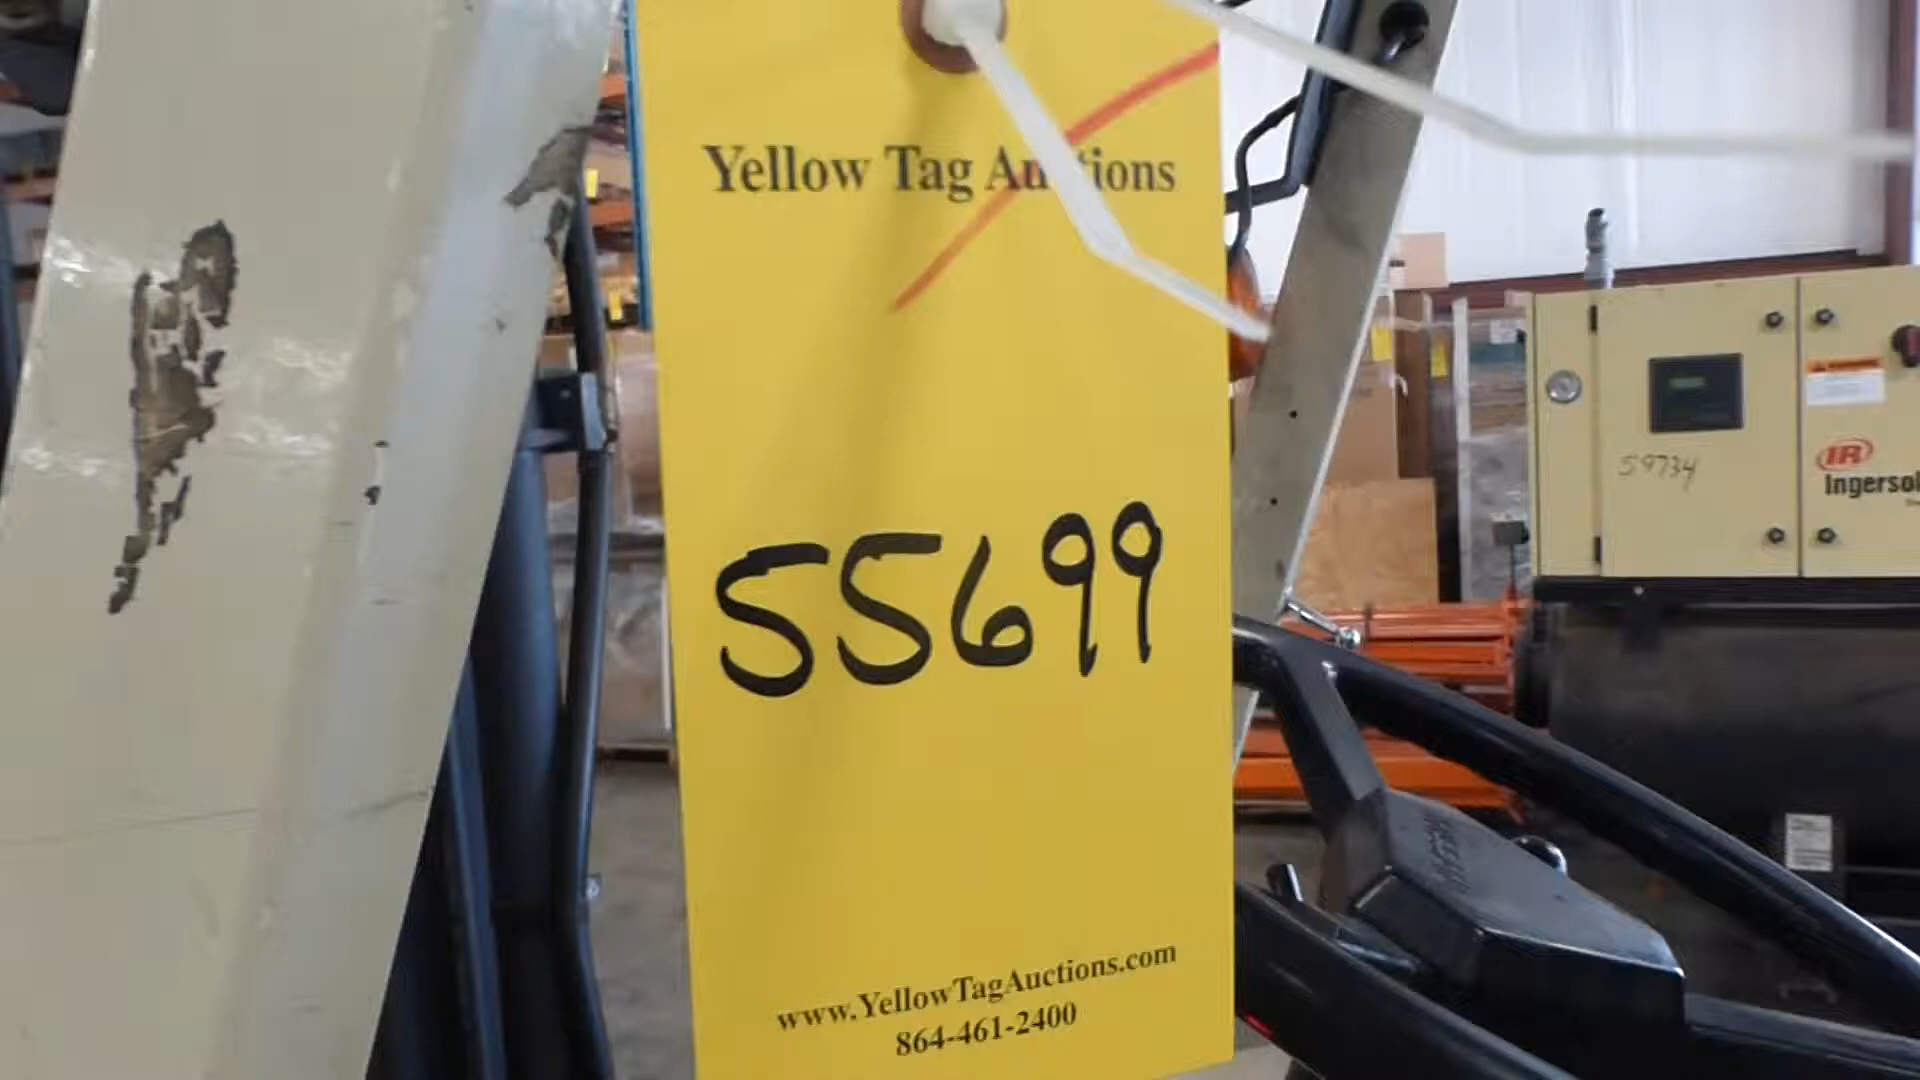 Yellow Tag Auctions
55699
www.YellowTagAuctions.com
864-461-2400
59734
IR
Ingersol